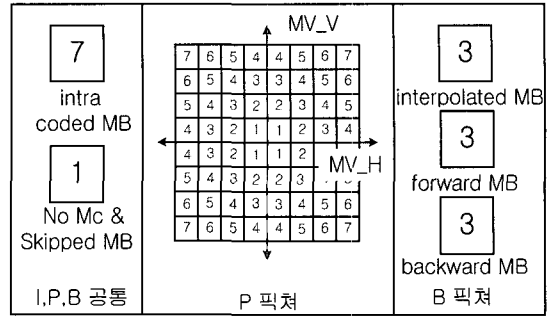 7
intra
coded MB
1
No Mc &
Skipped MB
I,P,B 공통
MV_V
7 6 5 4 4 5 6 7
6 5 4 3 3 4 5 6
5 4 3 2 2 3 4 5
4 3 2 1 1 2 3 4
4 3 2 1 1 2
MV_H
5 4 3 2 2 3
6 5 4 3 3 4 5 6
7 6 5 4 4 5 6 7
P 픽쳐
3
interpolated MB
3
forward MB
3
backward MB
B 픽쳐